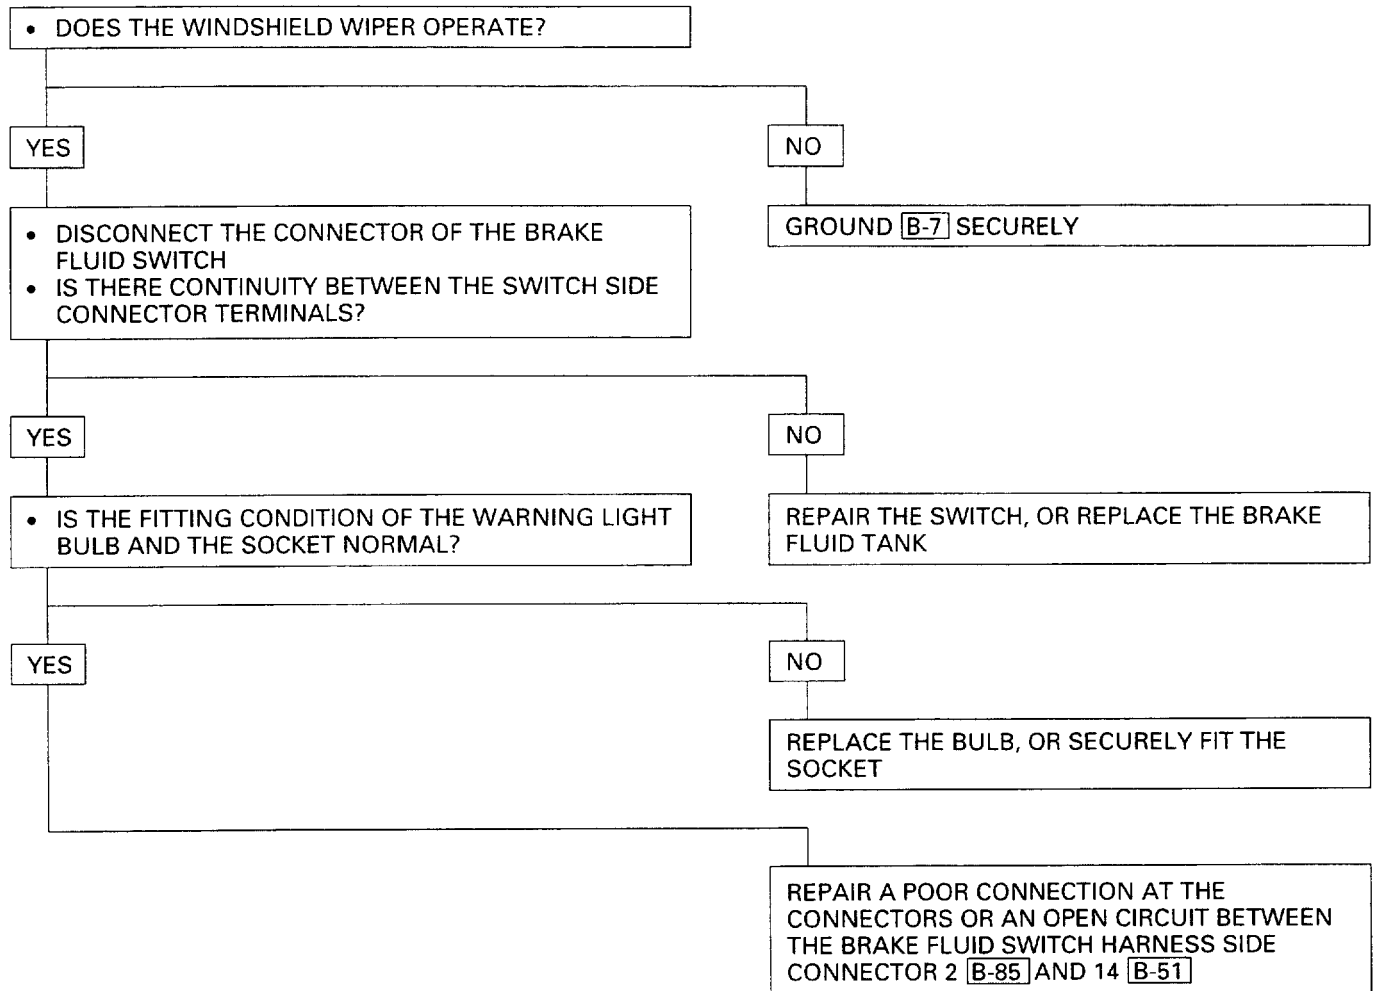 • DOES THE WINDSHIELD WIPER OPERATE?
YES
NO
• DISCONNECT THE CONNECTOR OF THE BRAKE
FLUID SWITCH
• IS THERE CONTINUITY BETWEEN THE SWITCH SIDE
CONNECTOR TERMINALS?
GROUND B-7 SECURELY
YES
NO
• IS THE FITTING CONDITION OF THE WARNING LIGHT
BULB AND THE SOCKET NORMAL?
REPAIR THE SWITCH, OR REPLACE THE BRAKE
FLUID TANK
YES
NO
REPLACE THE BULB, OR SECURELY FIT THE
SOCKET
REPAIR A POOR CONNECTION AT THE
CONNECTORS OR AN OPEN CIRCUIT BETWEEN
THE BRAKE FLUID SWITCH HARNESS SIDE
CONNECTOR 2 B-85 AND 14 B-51